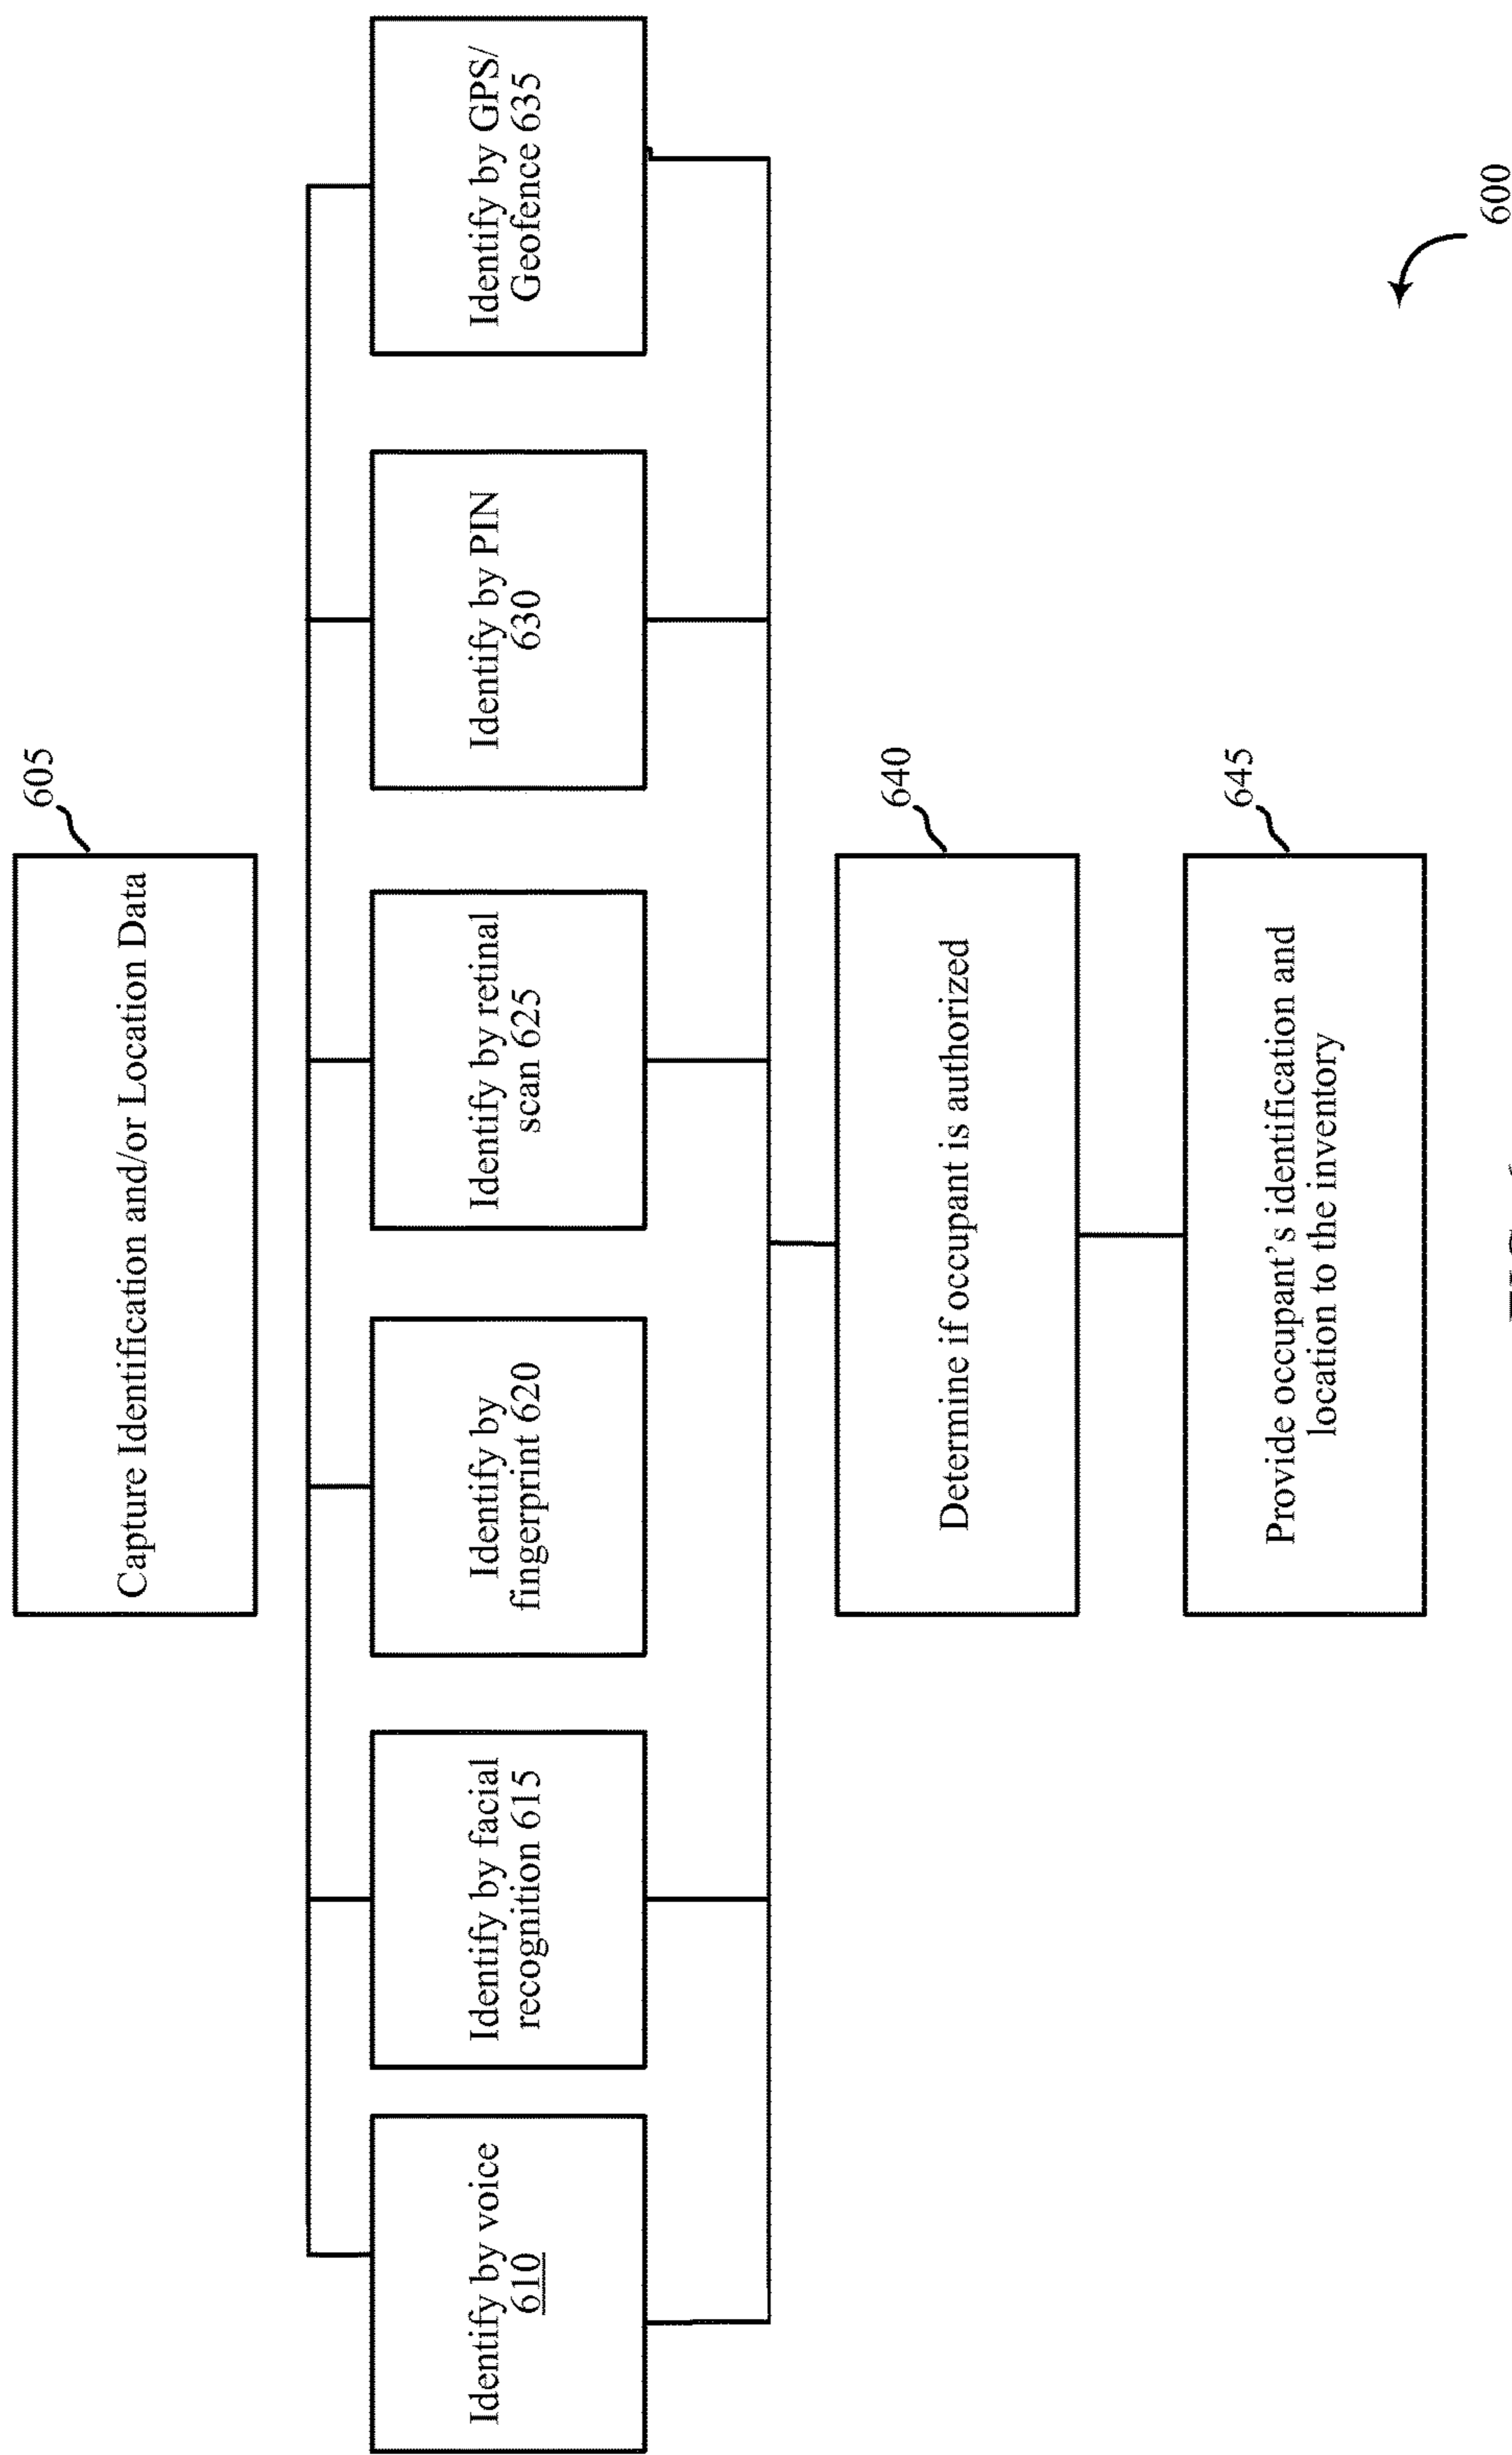 Capture Identification and/or Location Data
605
Identify by voice
610
Identify by facial
recognition 615
Identify by
fingerprint 620
Identify by retinal
scan 625
Identify by PIN
630
Identify by GPS/
Geofence 635
Determine if occupant is authorized
640
Provide occupant's identification and
location to the inventory
645
600